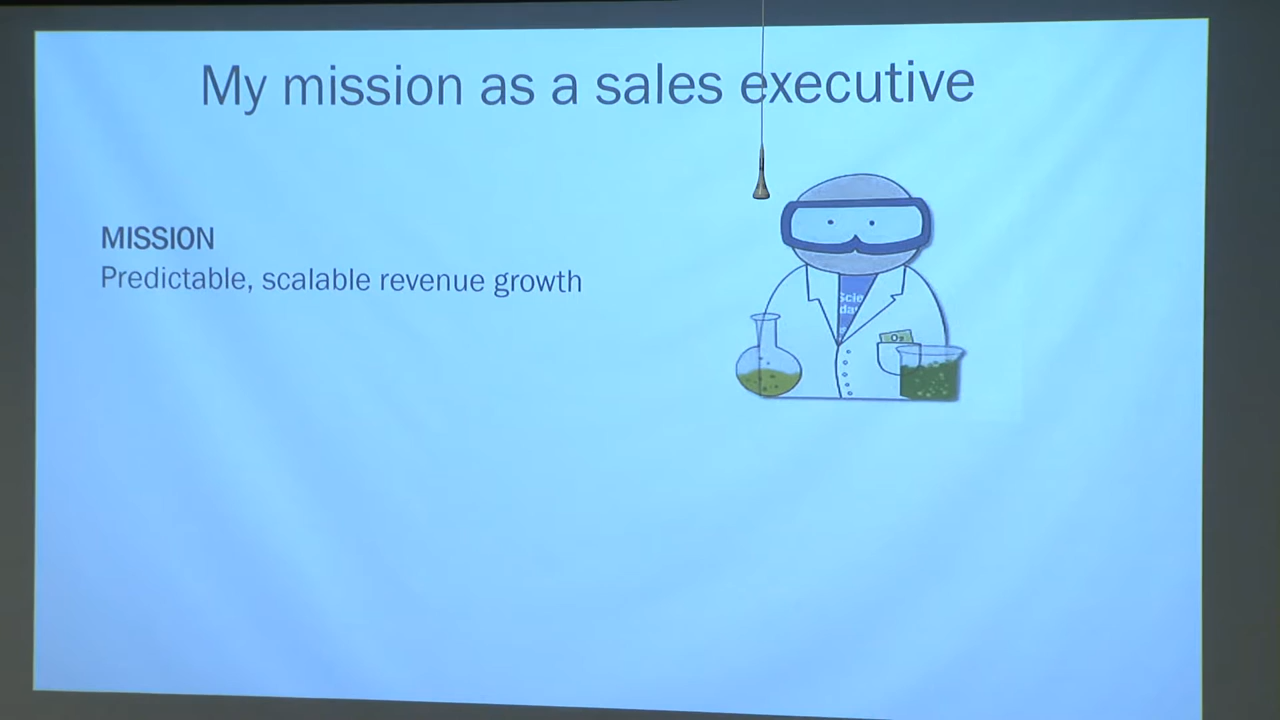 My mission as a sales executive
MISSION
Predictable, scalable revenue growth